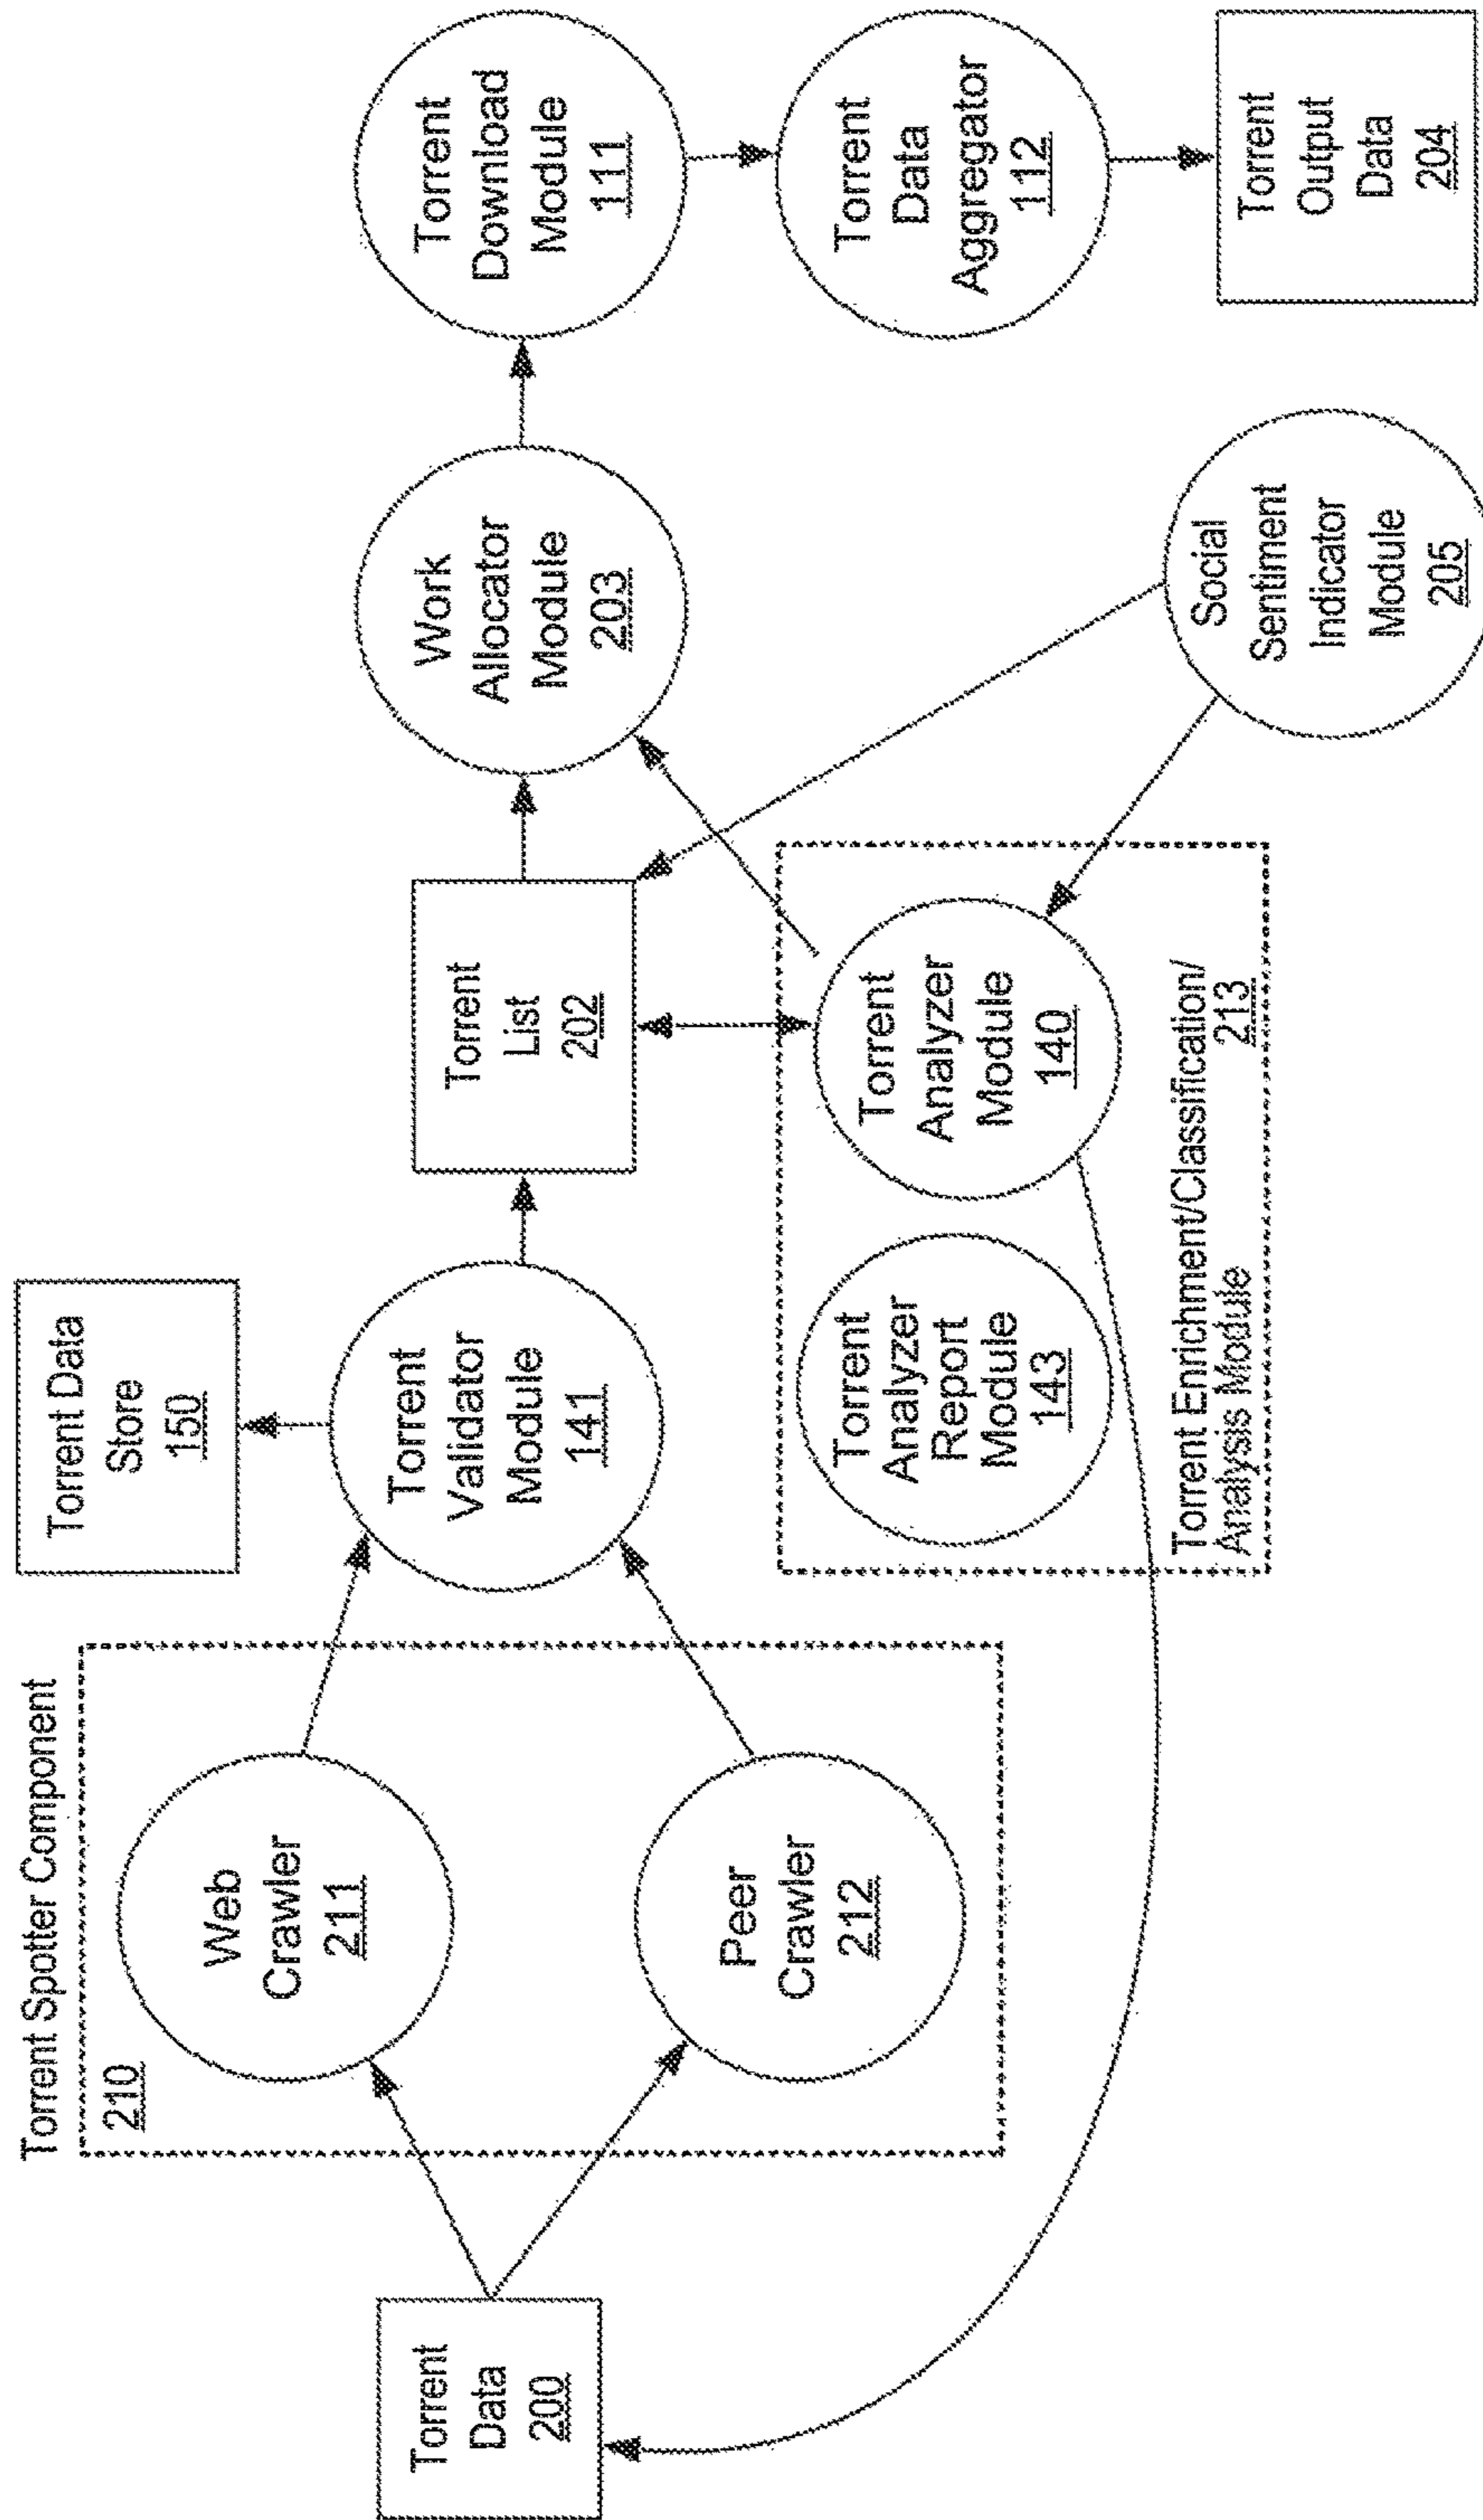 Torrent Spotter Component
210
Torrent
Data
200
Web
Crawler
211
Peer
Crawler
212
Torrent Data
Store
150
Torrent
Validator
Module
141
Torrent
List
202
Torrent
Analyzer
Report
Module
143
Torrent
Analyzer
Module
140
Torrent Enrichment/Classification/
Analysis Module
213
Work
Allocator
Module
203
Social
Sentiment
Indicator
Module
205
Torrent
Download
Module
111
Torrent
Data
Aggregator
112
Torrent
Output
Data
204